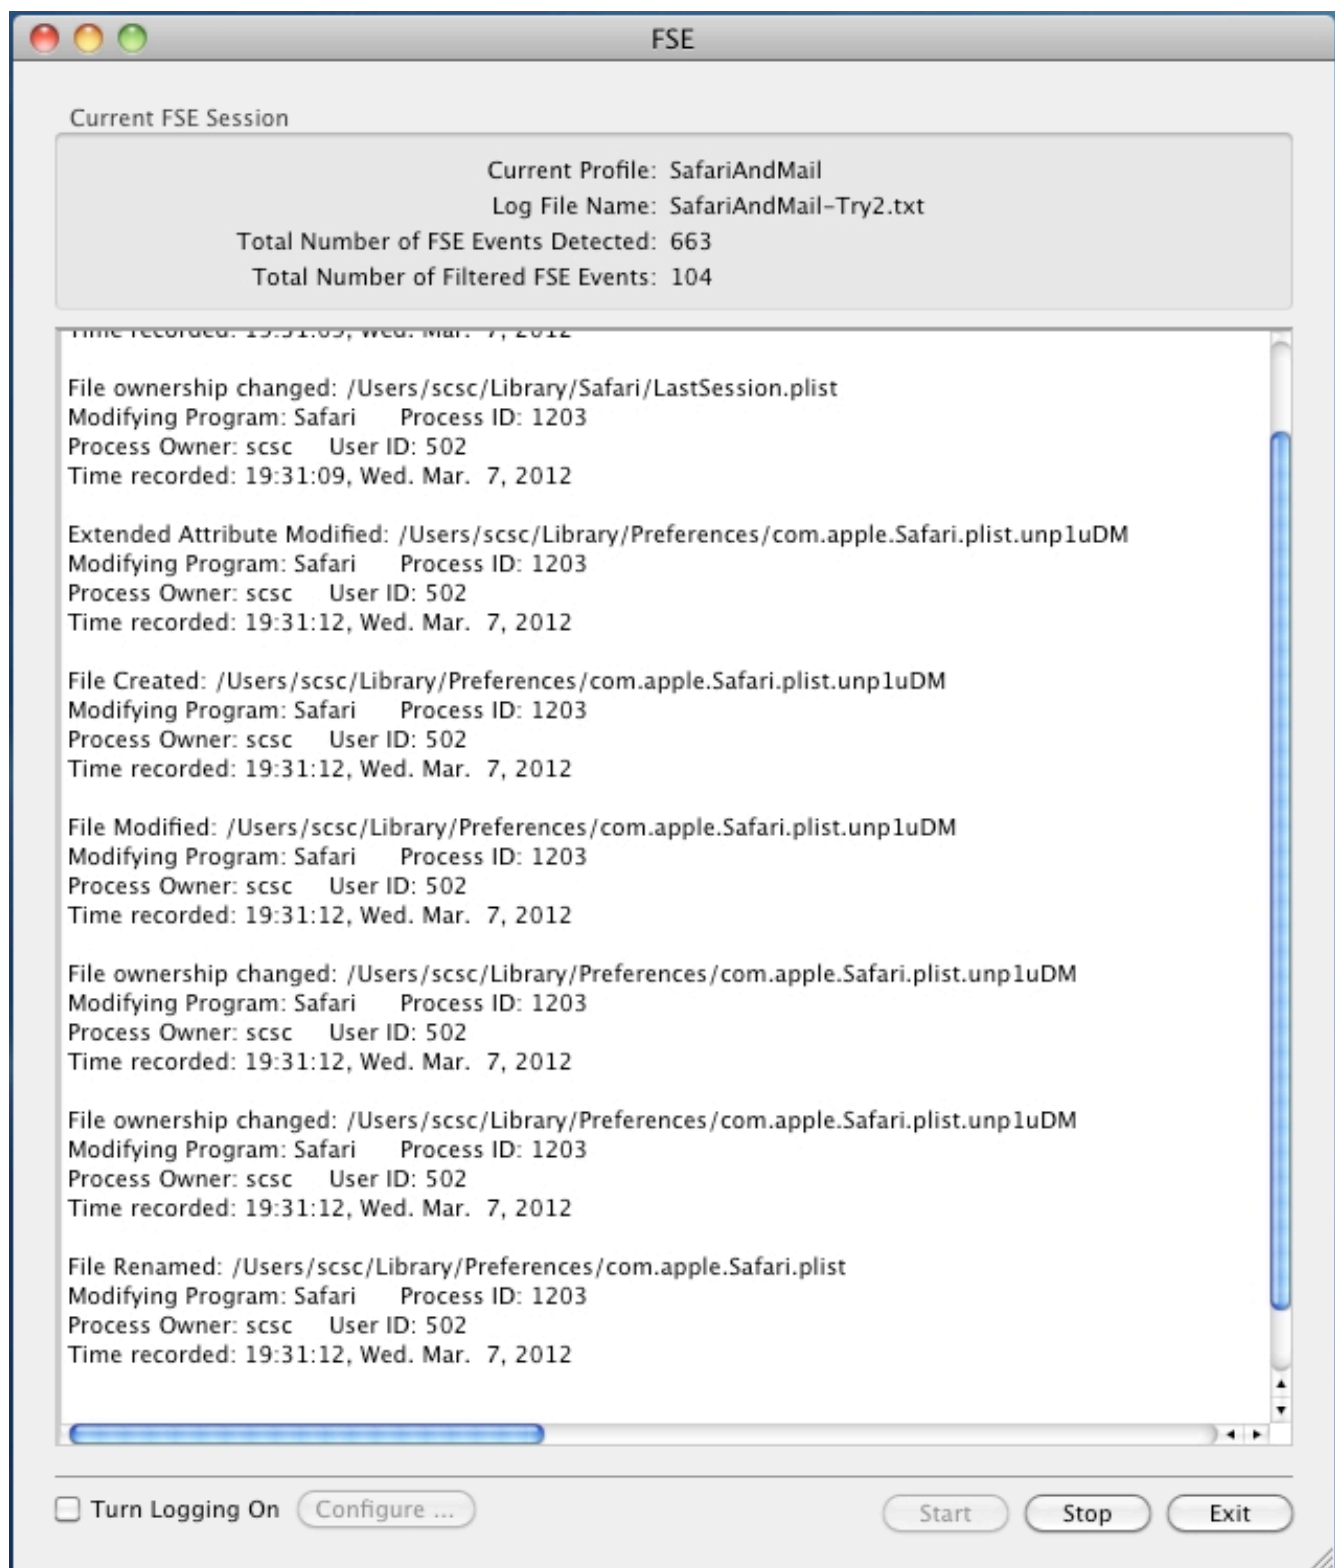 FSE
Current FSE Session
Current Profile: SafariAndMail
Log File Name: SafariAndMail-Try2.txt
Total Number of FSE Events Detected: 663
Total Number of Filtered FSE Events: 104
Time recorded: 19:31:09, Wed. Mar. 7, 2012
File ownership changed: /Users/scsc/Library/Safari/LastSession.plist
Modifying Program: Safari Process ID: 1203
Process Owner: scsc User ID: 502
Time recorded: 19:31:09, Wed. Mar. 7, 2012
Extended Attribute Modified: /Users/scsc/Library/Preferences/com.apple.Safari.plist.unp1uDM
Modifying Program: Safari Process ID: 1203
Process Owner: scsc User ID: 502
Time recorded: 19:31:12, Wed. Mar. 7, 2012
File Created: /Users/scsc/Library/Preferences/com.apple.Safari.plist.unp1uDM
Modifying Program: Safari Process ID: 1203
Process Owner: scsc User ID: 502
Time recorded: 19:31:12, Wed. Mar. 7, 2012
File Modified: /Users/scsc/Library/Preferences/com.apple.Safari.plist.unp1uDM
Modifying Program: Safari Process ID: 1203
Process Owner: scsc User ID: 502
Time recorded: 19:31:12, Wed. Mar. 7, 2012
File ownership changed: /Users/scsc/Library/Preferences/com.apple.Safari.plist.unp1uDM
Modifying Program: Safari Process ID: 1203
Process Owner: scsc User ID: 502
Time recorded: 19:31:12, Wed. Mar. 7, 2012
File ownership changed: /Users/scsc/Library/Preferences/com.apple.Safari.plist.unp1uDM
Modifying Program: Safari Process ID: 1203
Process Owner: scsc User ID: 502
Time recorded: 19:31:12, Wed. Mar. 7, 2012
File Renamed: /Users/scsc/Library/Preferences/com.apple.Safari.plist
Modifying Program: Safari Process ID: 1203
Process Owner: scsc User ID: 502
Time recorded: 19:31:12, Wed. Mar. 7, 2012
Turn Logging On Configure ... Start Stop Exit